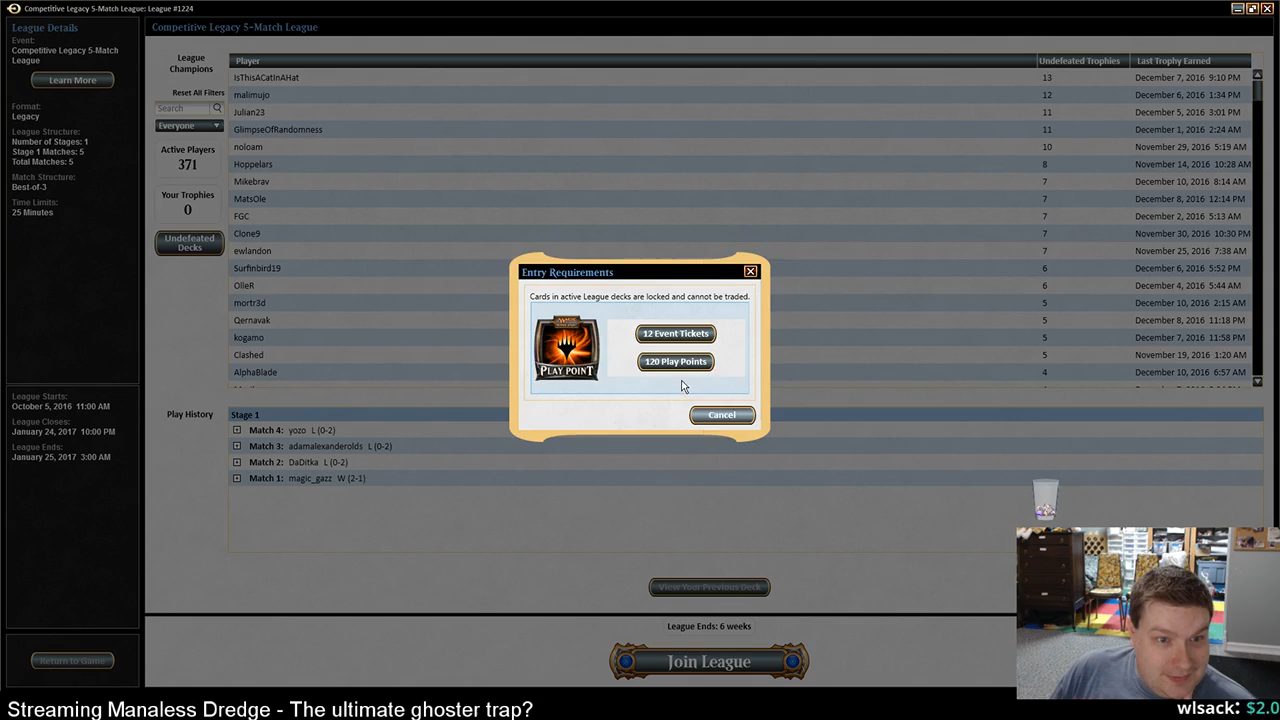 Competitive Legacy 5-Match League: League #1224
League Details
Event:
Competitive Legacy 5-Match
League
Learn More
Format:
Legacy
League Structure:
Number of Stages: 1
Stage 1 Matches: 5
Total Matches: 5
Match Structure:
Best-of-3
Time Limits:
25 Minutes
League Starts:
October 5, 2016 11:00 AM
League Closes:
January 24, 2017 10:00 PM
League Ends:
January 25, 2017 3:00 AM
Return to Game
Competitive Legacy 5-Match League
League
Champions
Reset All Filters
Search
Everyone
Active Players
371
Your Trophies
0
Undefeated
Decks
Player Undefeated Trophies Last Trophy Earned
IsThisACatInAHat 13 December 7, 2016 9:10 PM
malimujo 12 December 6, 2016 1:34 PM
Julian23 11 December 5, 2016 3:01 PM
GlimpseOfRandomness 11 December 1, 2016 2:24 AM
noloam 10 November 29, 2016 5:19 AM
Hoppelars 8 November 14, 2016 10:28 AM
Mikebrav 7 December 10, 2016 8:14 AM
MatsOle 7 December 8, 2016 12:14 PM
FGC 7 December 2, 2016 5:13 AM
Clone9 7 November 30, 2016 10:30 PM
ewlandon 7 November 25, 2016 7:38 AM
Surfinbird19 6 December 6, 2016 5:52 PM
OlleR 6 December 4, 2016 5:44 AM
mortr3d 5 December 10, 2016 2:15 AM
Qernavak 5 December 8, 2016 11:18 PM
kogamo 5 December 2, 2016 11:18 PM
Clashed 5 November 19, 2016 1:20 AM
AlphaBlade 4 December 10, 2016 6:57 AM
Entry Requirements
Cards in active League decks are locked and cannot be traded.
PLAY POINT
12 Event Tickets
120 Play Points
Cancel
Play History
Stage 1
Match 4: yozo L (0-2)
Match 3: adamalexanderolds L (0-2)
Match 2: DaDitka L (0-2)
Match 1: magic_gazz W (2-1)
View Your Previous Deck
League Ends: 6 weeks
Join League
Streaming Manaless Dredge - The ultimate ghoster trap?
wlsack: $2.0